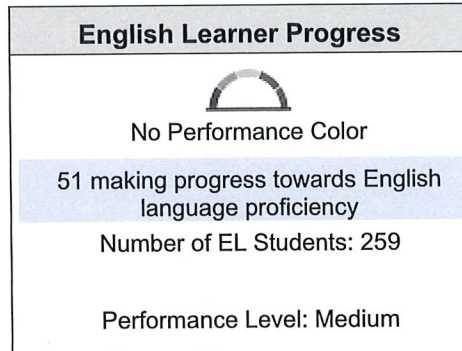 English Learner Progress
No Performance Color
51 making progress towards English
language proficiency
Number of EL Students: 259
Performance Level: Medium